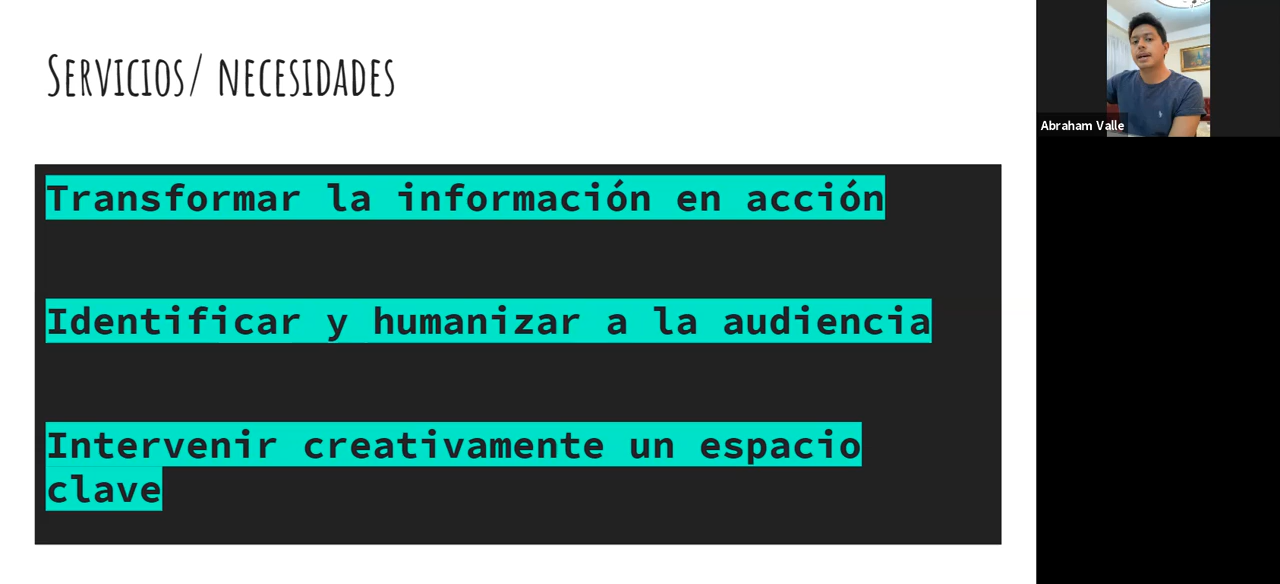 Servicios/ necesidades
Transformar la información en acción
Identificar y humanizar a la audiencia
Intervenir creativamente un espacio
clave
Abraham Valle